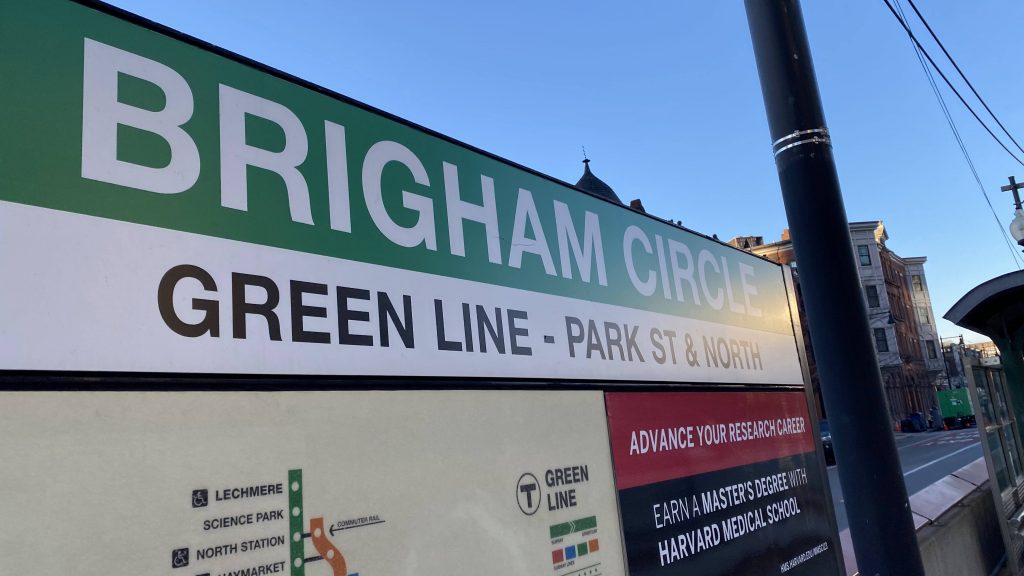 BRIGHAM CIRCLE
GREEN LINE - PARK ST & NORTH
LECHMERE
SCIENCE PARK
NORTH STATION
HAYMARKET
COMMUTER RAIL
T
GREEN
LINE
ADVANCE YOUR RESEARCH CAREER
EARN A MASTER'S DEGREE WITH
HARVARD MEDICAL SCHOOL